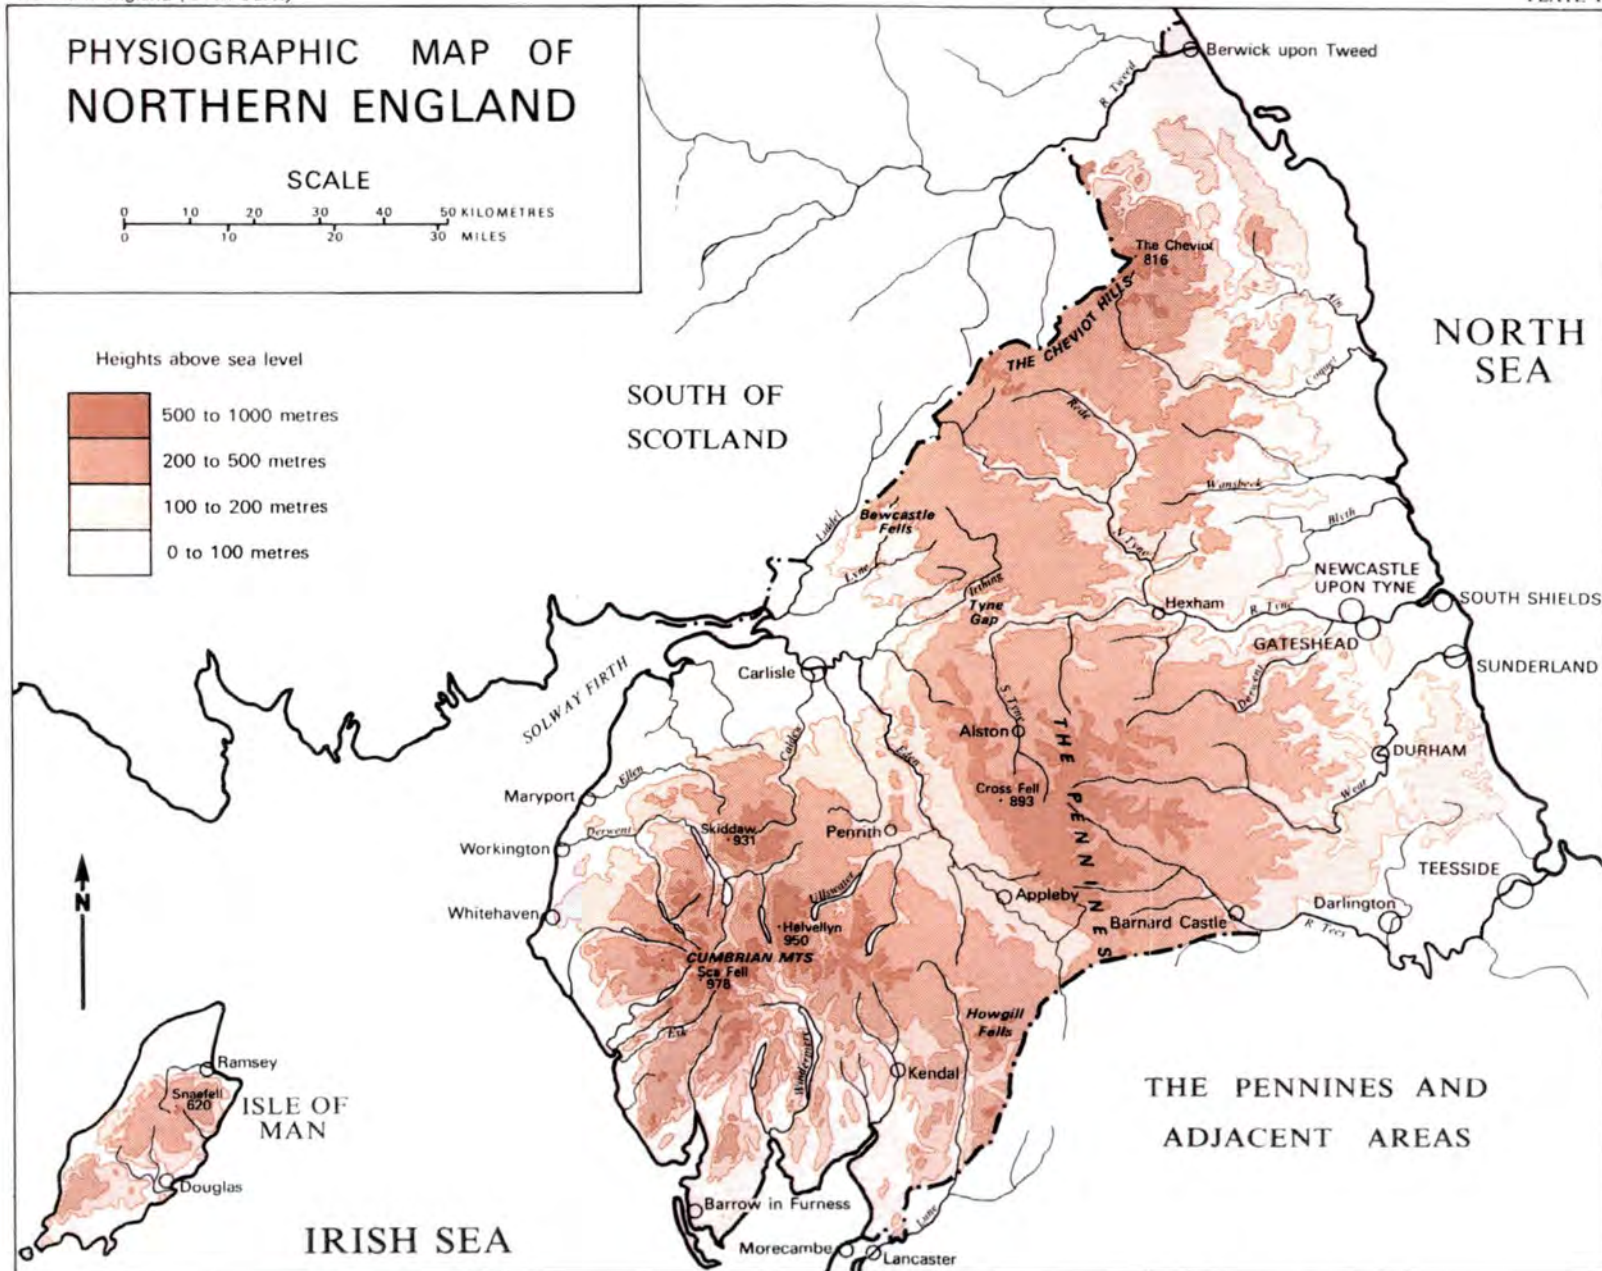 PHYSIOGRAPHIC MAP OF
NORTHERN ENGLAND
SCALE
0 10 20 30 40 50 KILOMETRES
0 10 20 30 MILES
Heights above sea level
500 to 1000 metres
200 to 500 metres
100 to 200 metres
0 to 100 metres
Berwick upon Tweed
R Tweed
The Cheviot
816
THE CHEVIOT HILLS
Aln
Coquet
NORTH
SEA
SOUTH OF
SCOTLAND
Rede
Wansbeck
Blyth
Liddel
Bewcastle
Fells
Lyne
Irthing
N Tyne
Tyne
Gap
Hexham
R Tyne
NEWCASTLE
UPON TYNE
SOUTH SHIELDS
GATESHEAD
SUNDERLAND
Derwent
Carlisle
SOLWAY FIRTH
S Tyne
Alston
THE PENNINES
DURHAM
Wear
Eden
Caldew
Ellen
Maryport
Cross Fell
893
Derwent
Skiddaw
931
Penrith
Workington
TEESSIDE
N
Ullswater
Appleby
Whitehaven
Barnard Castle
Darlington
R Tees
Helvellyn
950
CUMBRIAN MTS
Sca Fell
978
Howgill
Fells
Esk
Windermere
Kendal
Ramsey
Snaefell
620
ISLE OF
MAN
Douglas
THE PENNINES AND
ADJACENT AREAS
Barrow in Furness
Lune
IRISH SEA
Morecambe
Lancaster